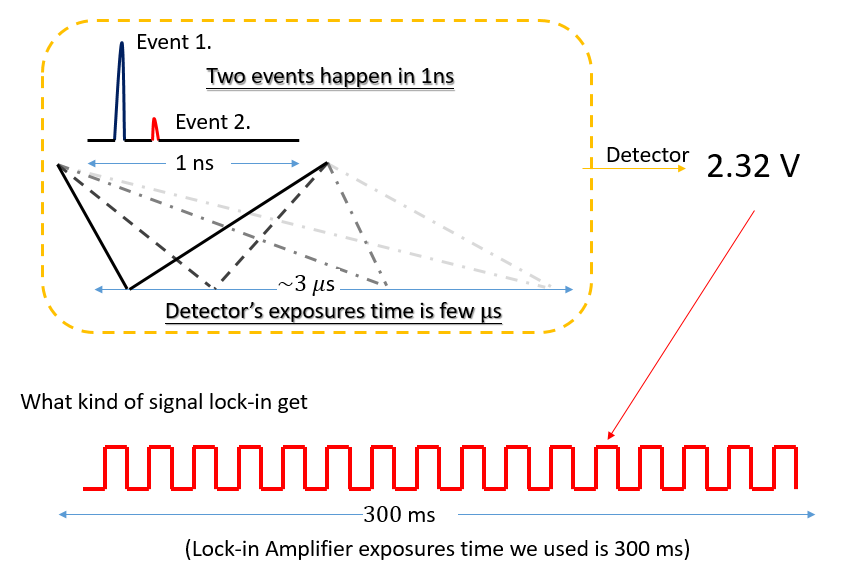 Event 1.
Two events happen in 1ns
Event 2.
1 ns
Detector
2.32 V
~3 μs
Detector’s exposures time is few μs
What kind of signal lock-in get
300 ms
(Lock-in Amplifier exposures time we used is 300 ms)